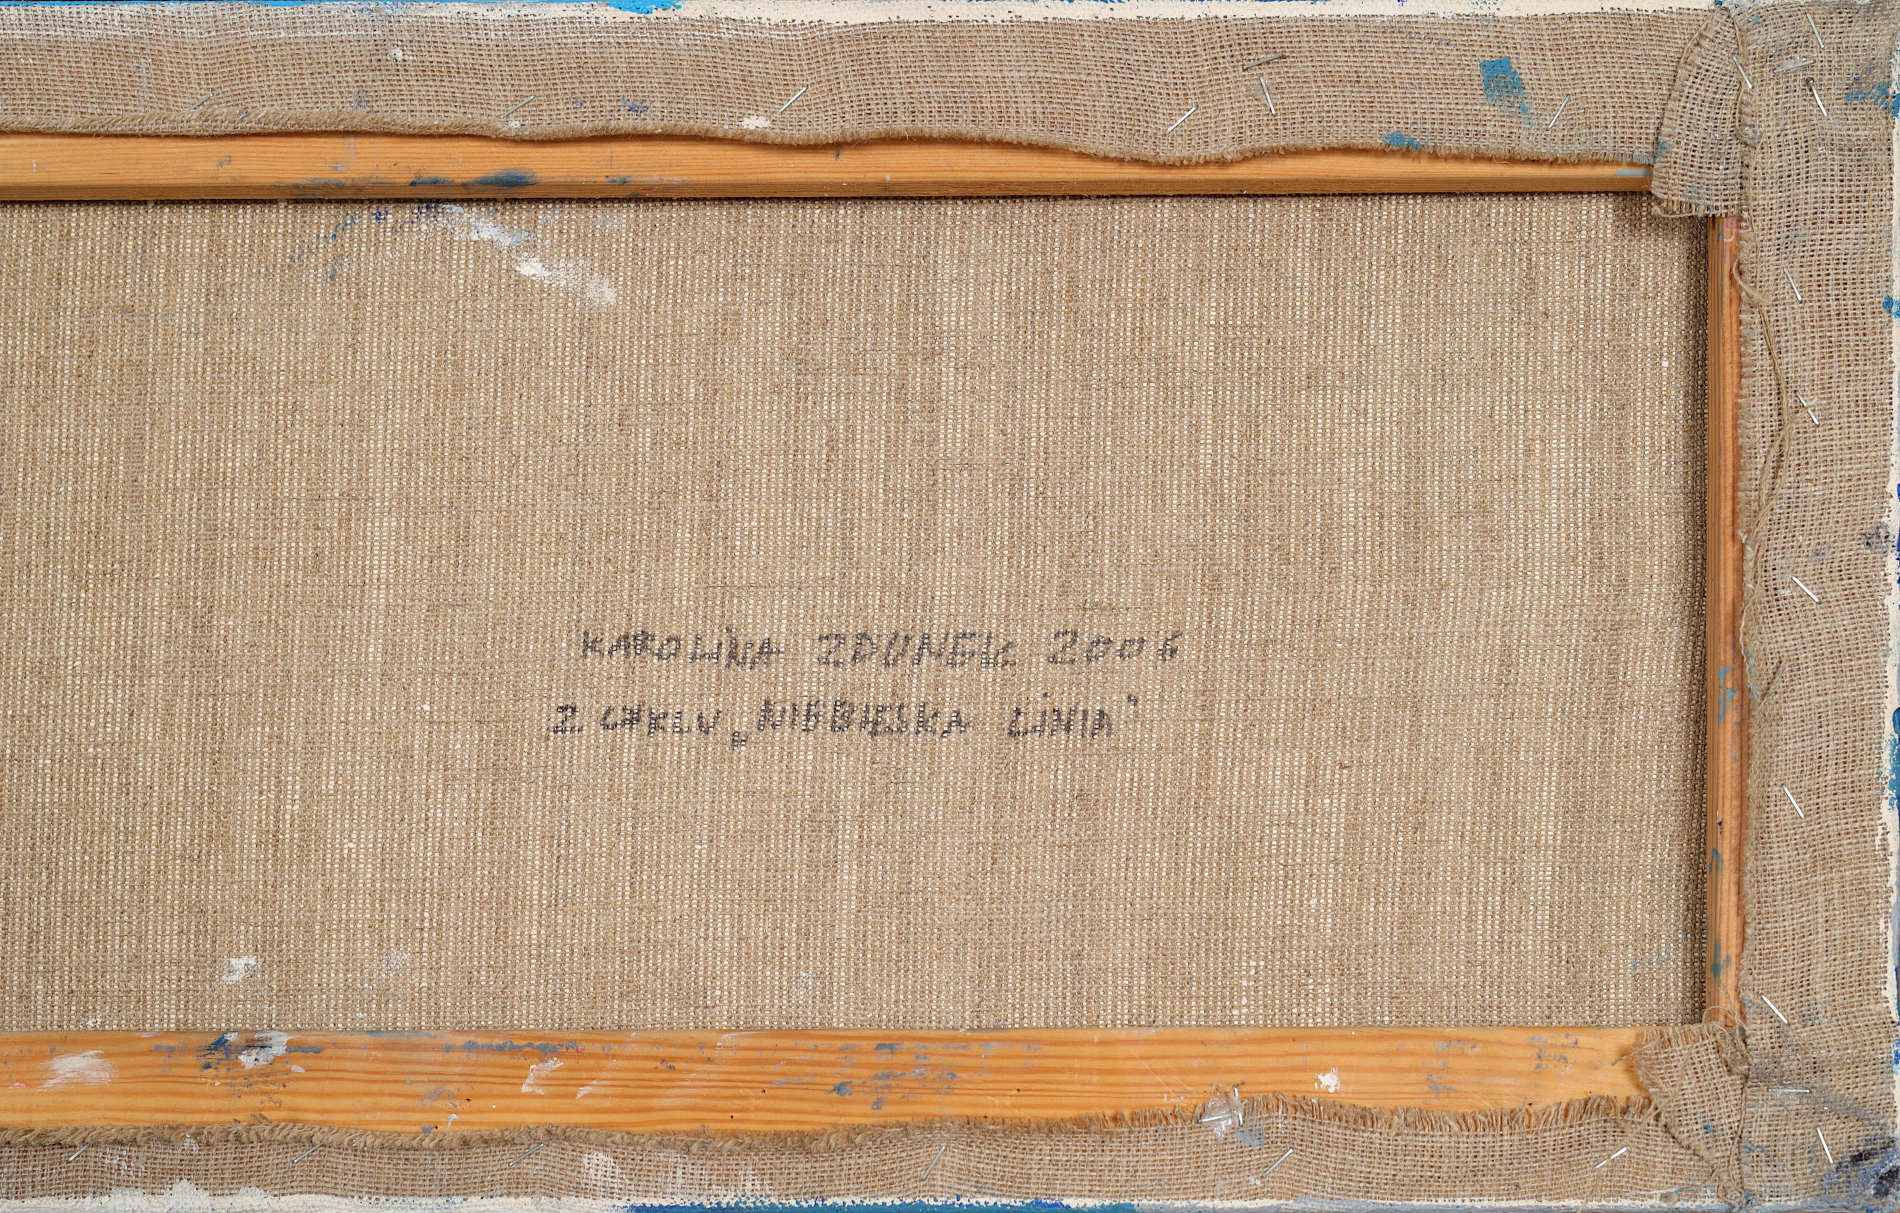 KAROLINA ZDUNEK 2006
Z CYKLU „NIEBIESKA LINIA"